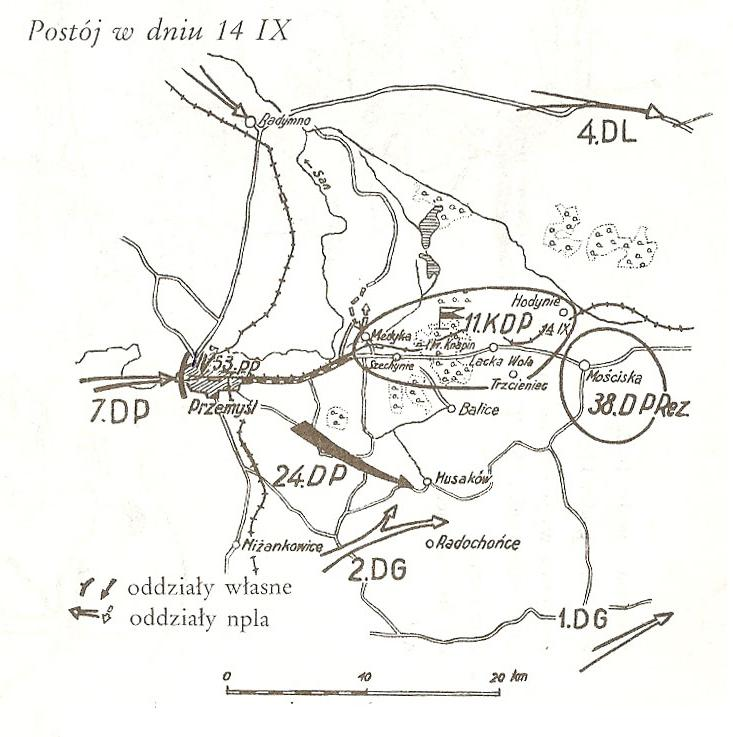 Postój w dniu 14 IX
4.DL
Radymno
San
Hodynie
11.KDP
14 IX
Medyka
Lacka Wola
Szechynie
Trzcieniec
Mościska
53.pp
7.DP
Przemyśl
Balice
38.DPRez.
24.DP
Husaków
Niżankowice
Radochońce
2.DG
oddziały własne
oddziały npla
1.DG
0 10 20 km